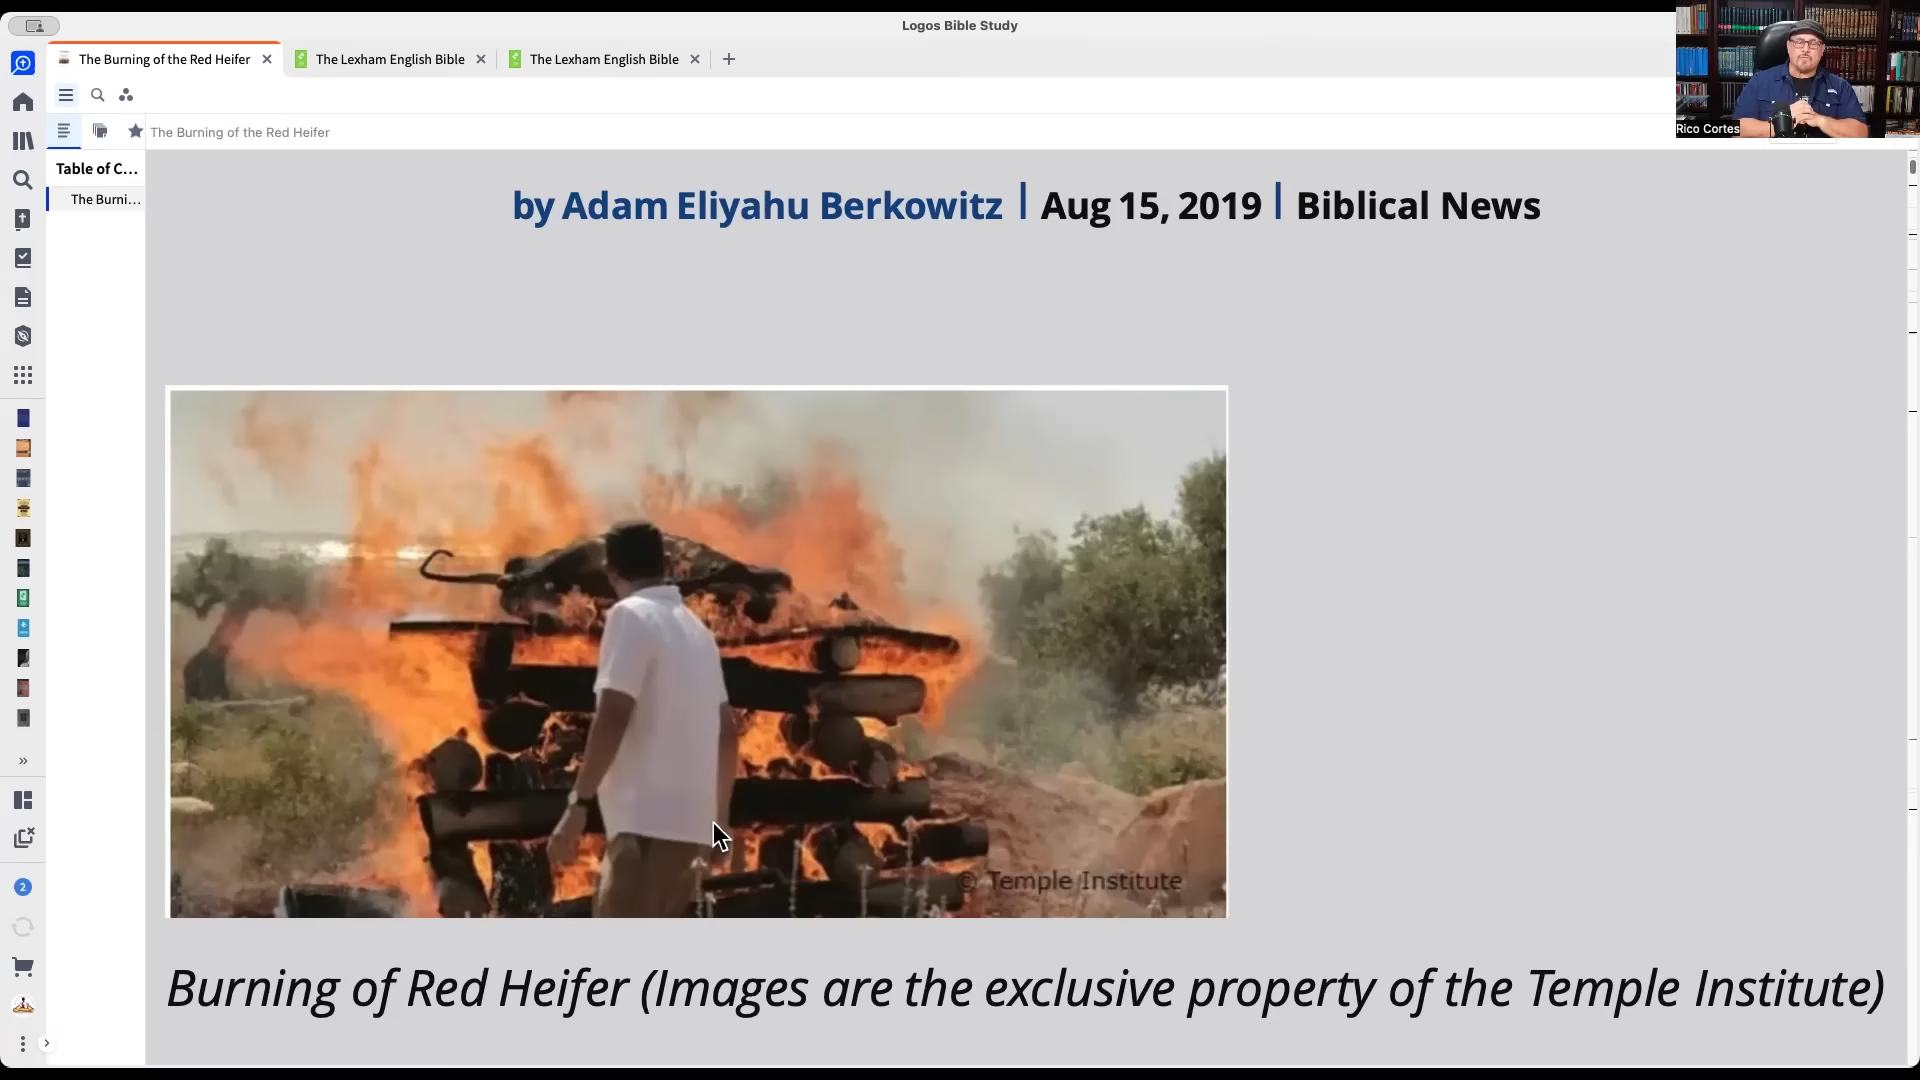 Logos Bible Study
The Burning of the Red Heifer
The Lexham English Bible
The Lexham English Bible
Rico Cortes
The Burning of the Red Heifer
Table of C...
The Burni...
by Adam Eliyahu Berkowitz | Aug 15, 2019 | Biblical News
© Temple Institute
Burning of Red Heifer (Images are the exclusive property of the Temple Institute)
2